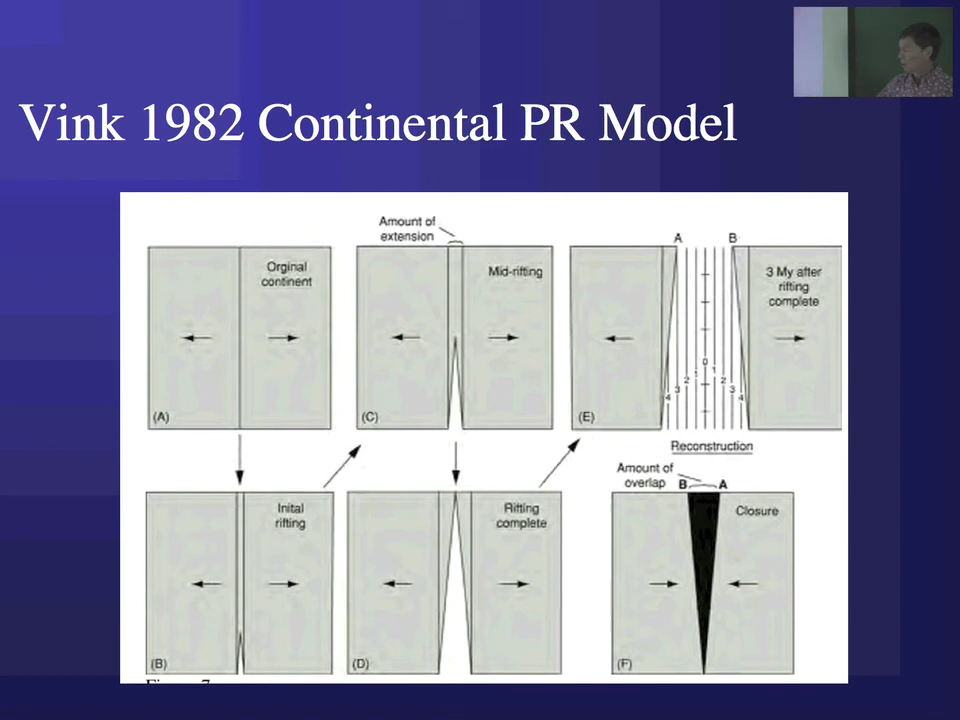 Vink 1982 Continental PR Model
Orginal
continent
(A)
Amount of
extension
Mid-rifting
(C)
A
B
3 My after
rifting
complete
0
1
1
2
2
3
3
4
4
(E)
Inital
rifting
(B)
Rifting
complete
(D)
Reconstruction
Amount of
overlap
B
A
Closure
(F)